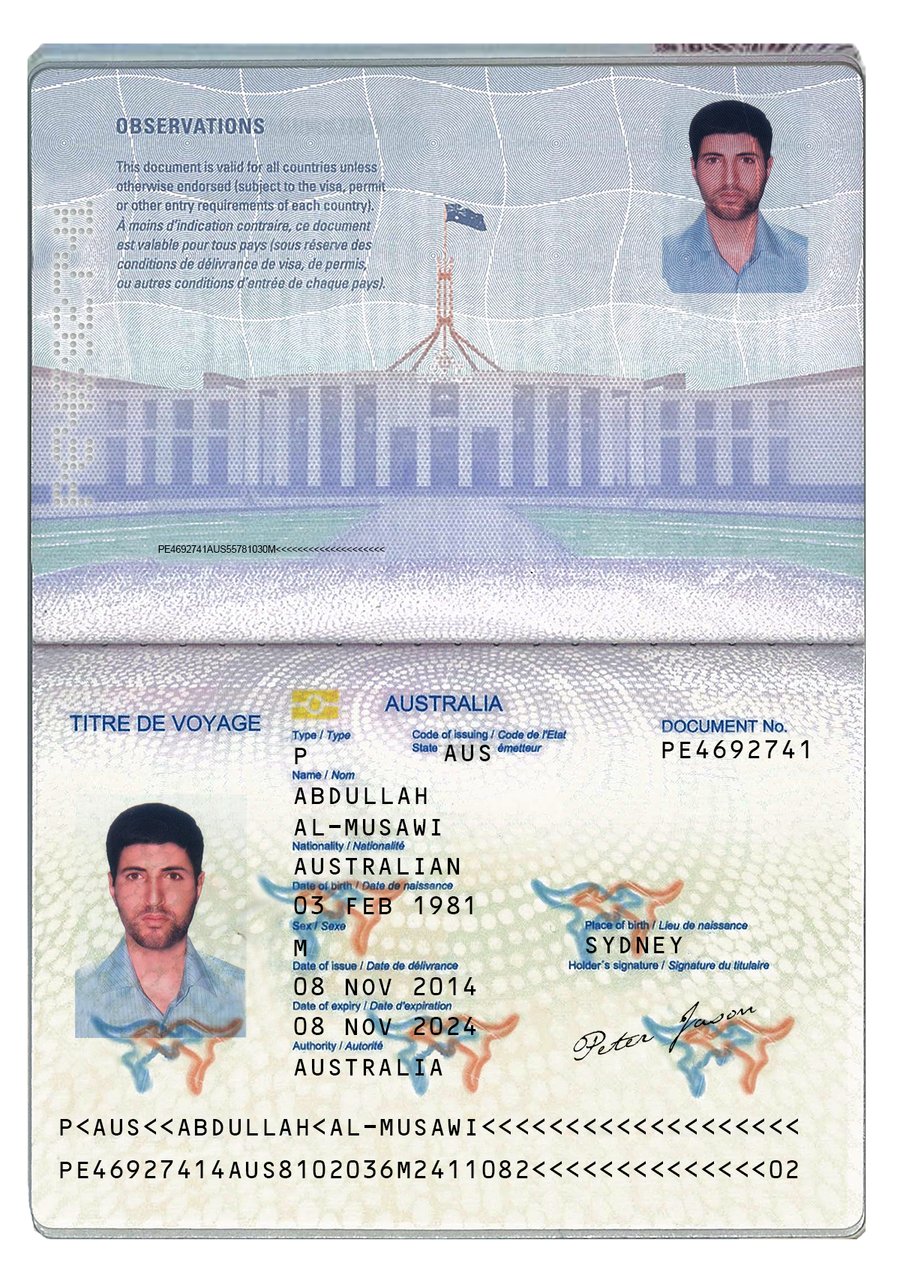 OBSERVATIONS
This document is valid for all countries unless
otherwise endorsed (subject to the visa, permit
or other entry requirements of each country).
À moins d'indication contraire, ce document
est valable pour tous pays (sous réserve des
conditions de délivrance de visa, de permis,
ou autres conditions d'entrée de chaque pays).
PE4692741AUS55781030M<<<<<<<<<<<<<<<<<<<<
TITRE DE VOYAGE
AUSTRALIA
DOCUMENT No.
PE4692741
Type / Type
P
Code of issuing / Code de l'Etat
State AUS émetteur
Name / Nom
ABDULLAH
AL-MUSAWI
Nationality / Nationalité
AUSTRALIAN
Date of birth / Date de naissance
03 FEB 1981
Sex / Sexe
M
Place of birth / Lieu de naissance
SYDNEY
Date of issue / Date de délivrance
08 NOV 2014
Holder´s signature / Signature du titulaire
Peter Jason
Date of expiry / Date d'expiration
08 NOV 2024
Authority / Autorité
AUSTRALIA
P<AUS<<ABDULLAH<AL-MUSAWI<<<<<<<<<<<<<<<<<<<
PE46927414AUS8102036M2411082<<<<<<<<<<<<<<02